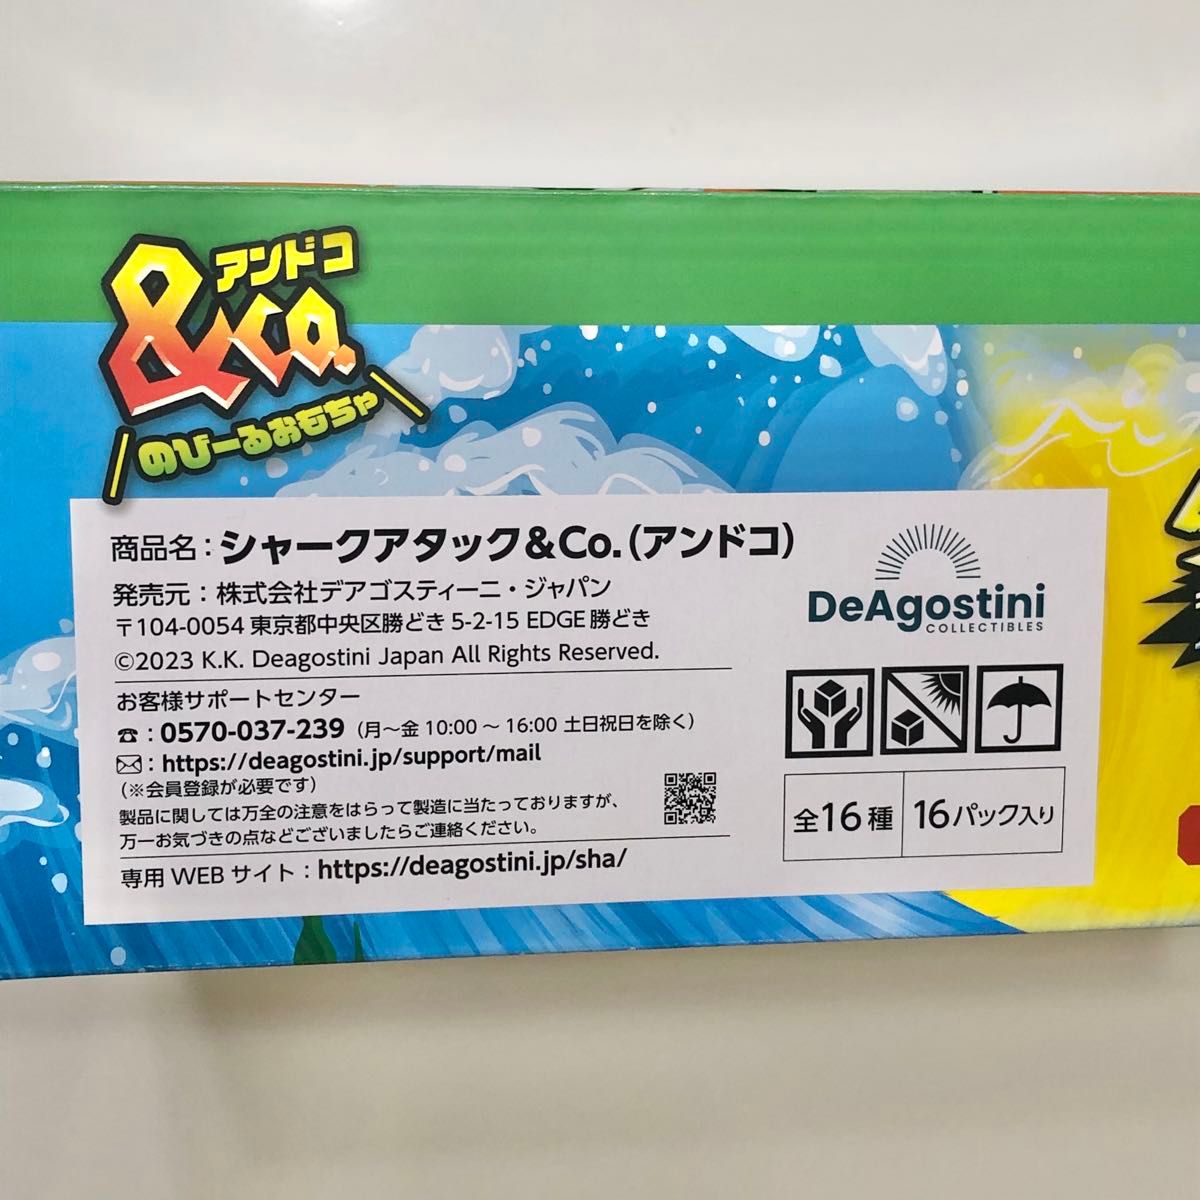 アンドコ
&Co.
のびーるおもちゃ
商品名：シャークアタック&Co.（アンドコ）
発売元：株式会社デアゴスティーニ・ジャパン
〒104-0054 東京都中央区勝どき 5-2-15 EDGE 勝どき
©2023 K.K. Deagostini Japan All Rights Reserved.
お客様サポートセンター
☎：0570-037-239（月〜金 10:00 〜 16:00 土日祝日を除く）
✉：https://deagostini.jp/support/mail
（※会員登録が必要です）
製品に関しては万全の注意をはらって製造に当たっておりますが、
万一お気づきの点などございましたらご連絡ください。
専用 WEB サイト：https://deagostini.jp/sha/
DeAgostini
COLLECTIBLES
全16種
16パック入り